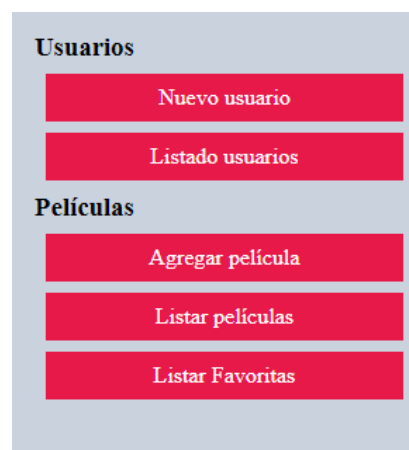 Usuarios
Nuevo usuario
Listado usuarios
Películas
Agregar película
Listar películas
Listar Favoritas